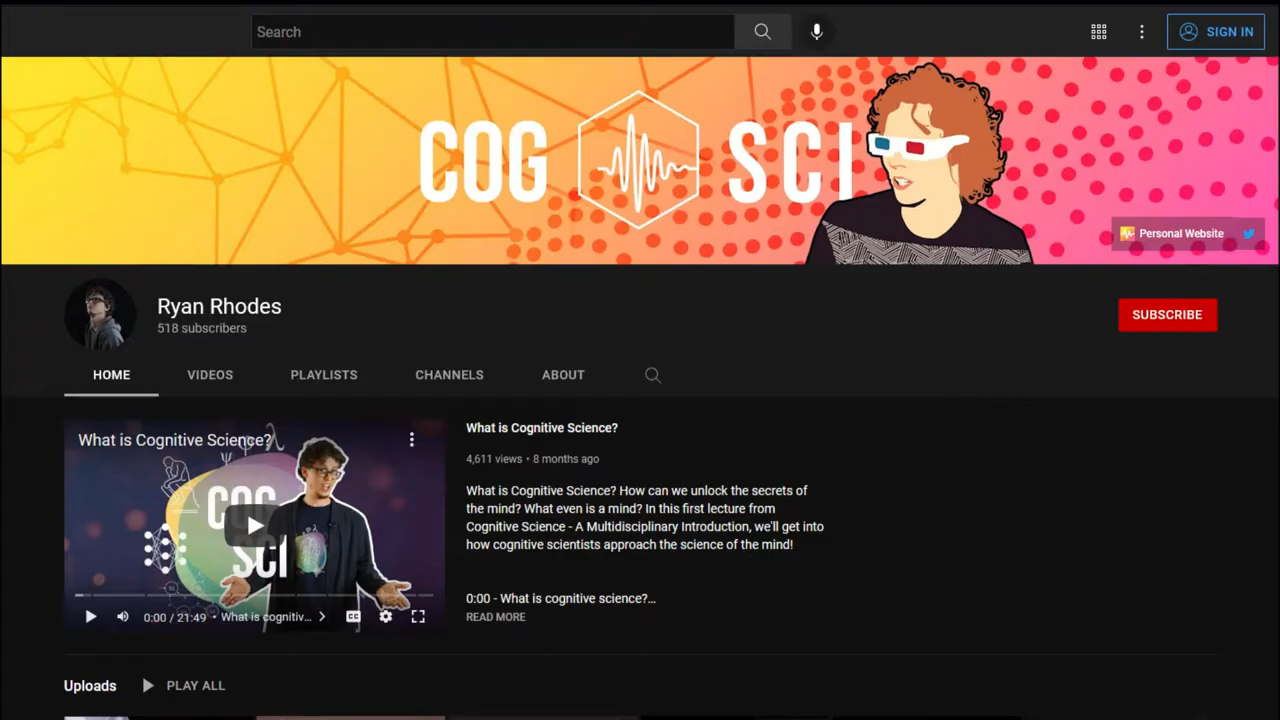 Search
SIGN IN
COG SCI
Personal Website
Ryan Rhodes
518 subscribers
SUBSCRIBE
HOME VIDEOS PLAYLISTS CHANNELS ABOUT
What is Cognitive Science?
COG
SCI
0:00 / 21:49 • What is cognitiv...
What is Cognitive Science?
4,611 views • 8 months ago
What is Cognitive Science? How can we unlock the secrets of
the mind? What even is a mind? In this first lecture from
Cognitive Science - A Multidisciplinary Introduction, we'll get into
how cognitive scientists approach the science of the mind!
0:00 - What is cognitive science?...
READ MORE
Uploads PLAY ALL